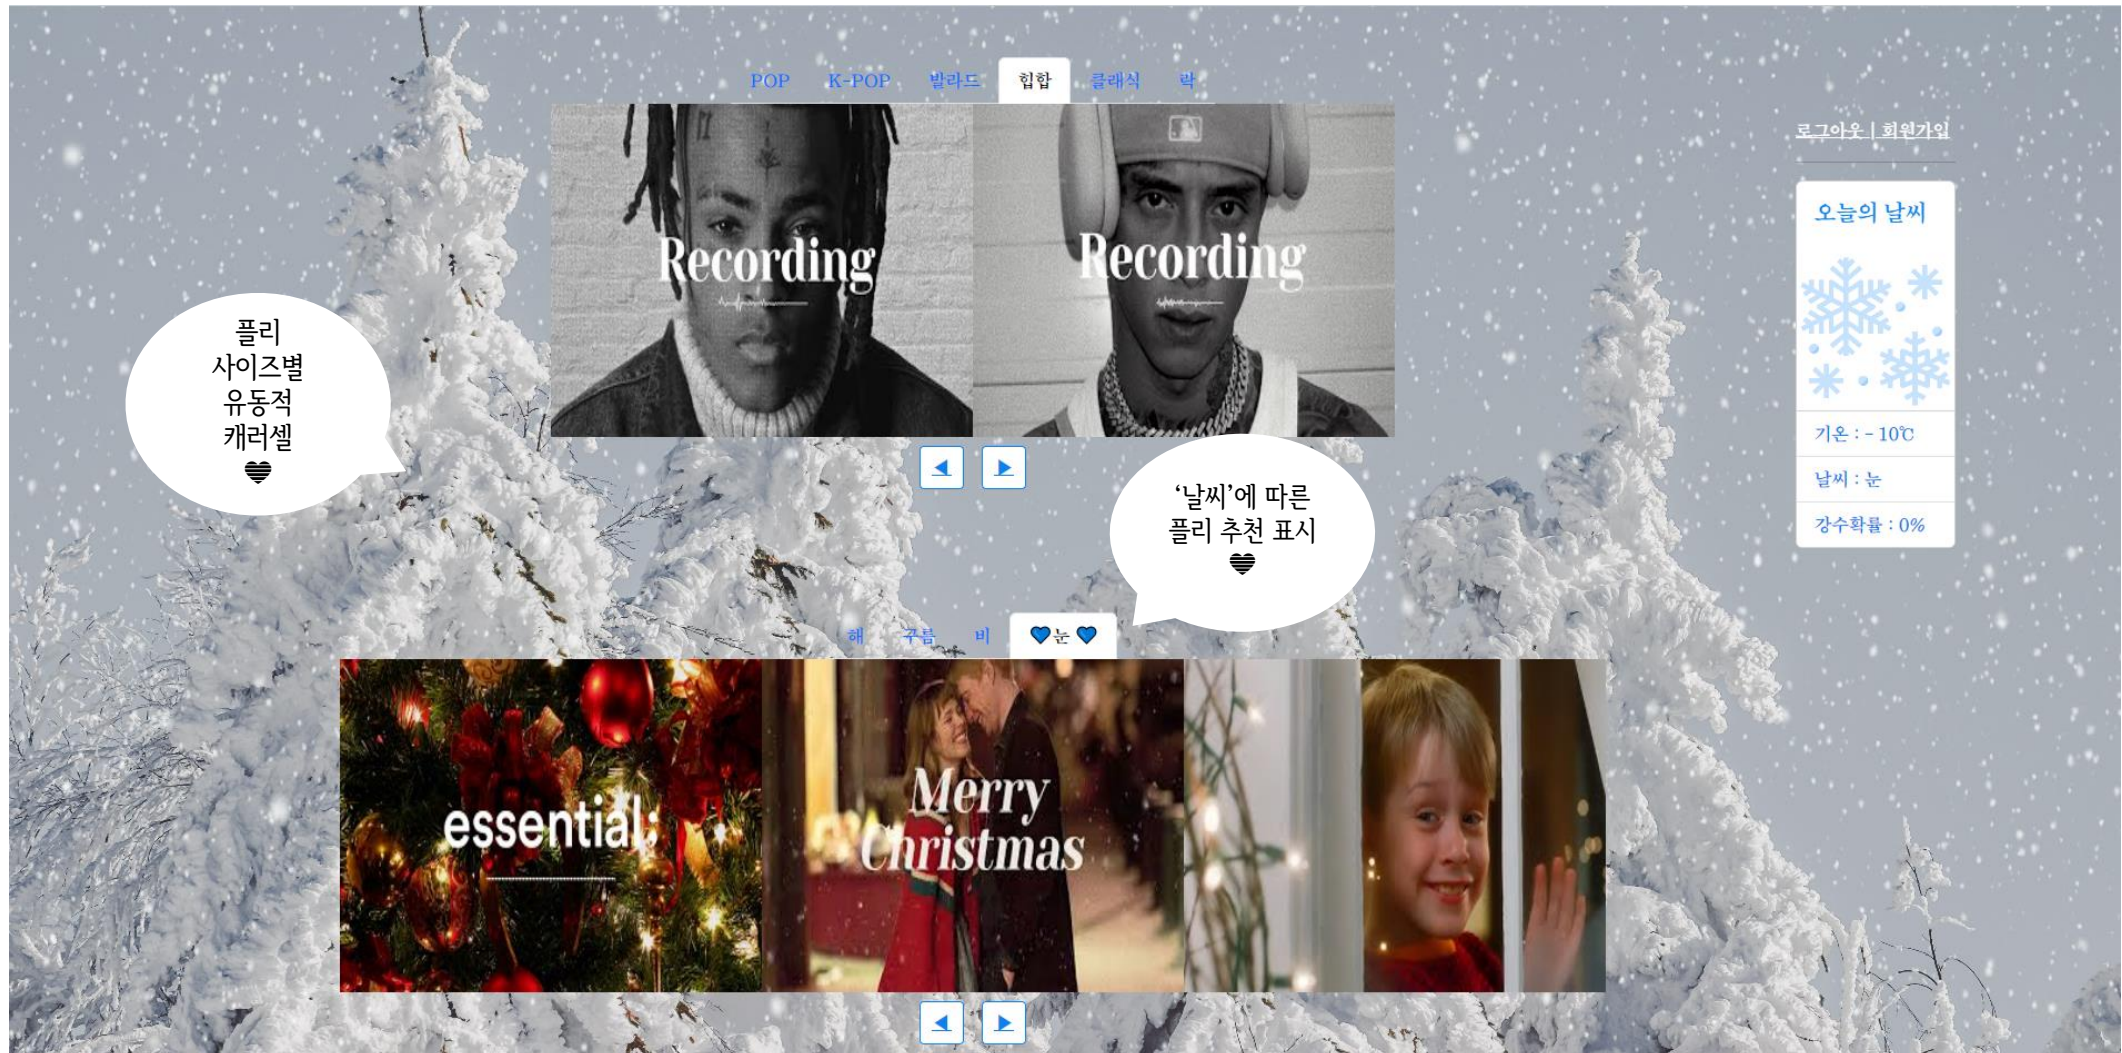 POP K-POP 발라드 힙합 클래식 락
로그아웃 | 회원가입
Recording
Recording
오늘의 날씨
기온 : - 10℃
날씨 : 눈
강수확률 : 0%
플리
사이즈별
유동적
캐러셀
♥
◀ ▶
‘날씨’에 따른
플리 추천 표시
♥
해 구름 비 💙눈 💙
essential;
Merry
Christmas
◀ ▶